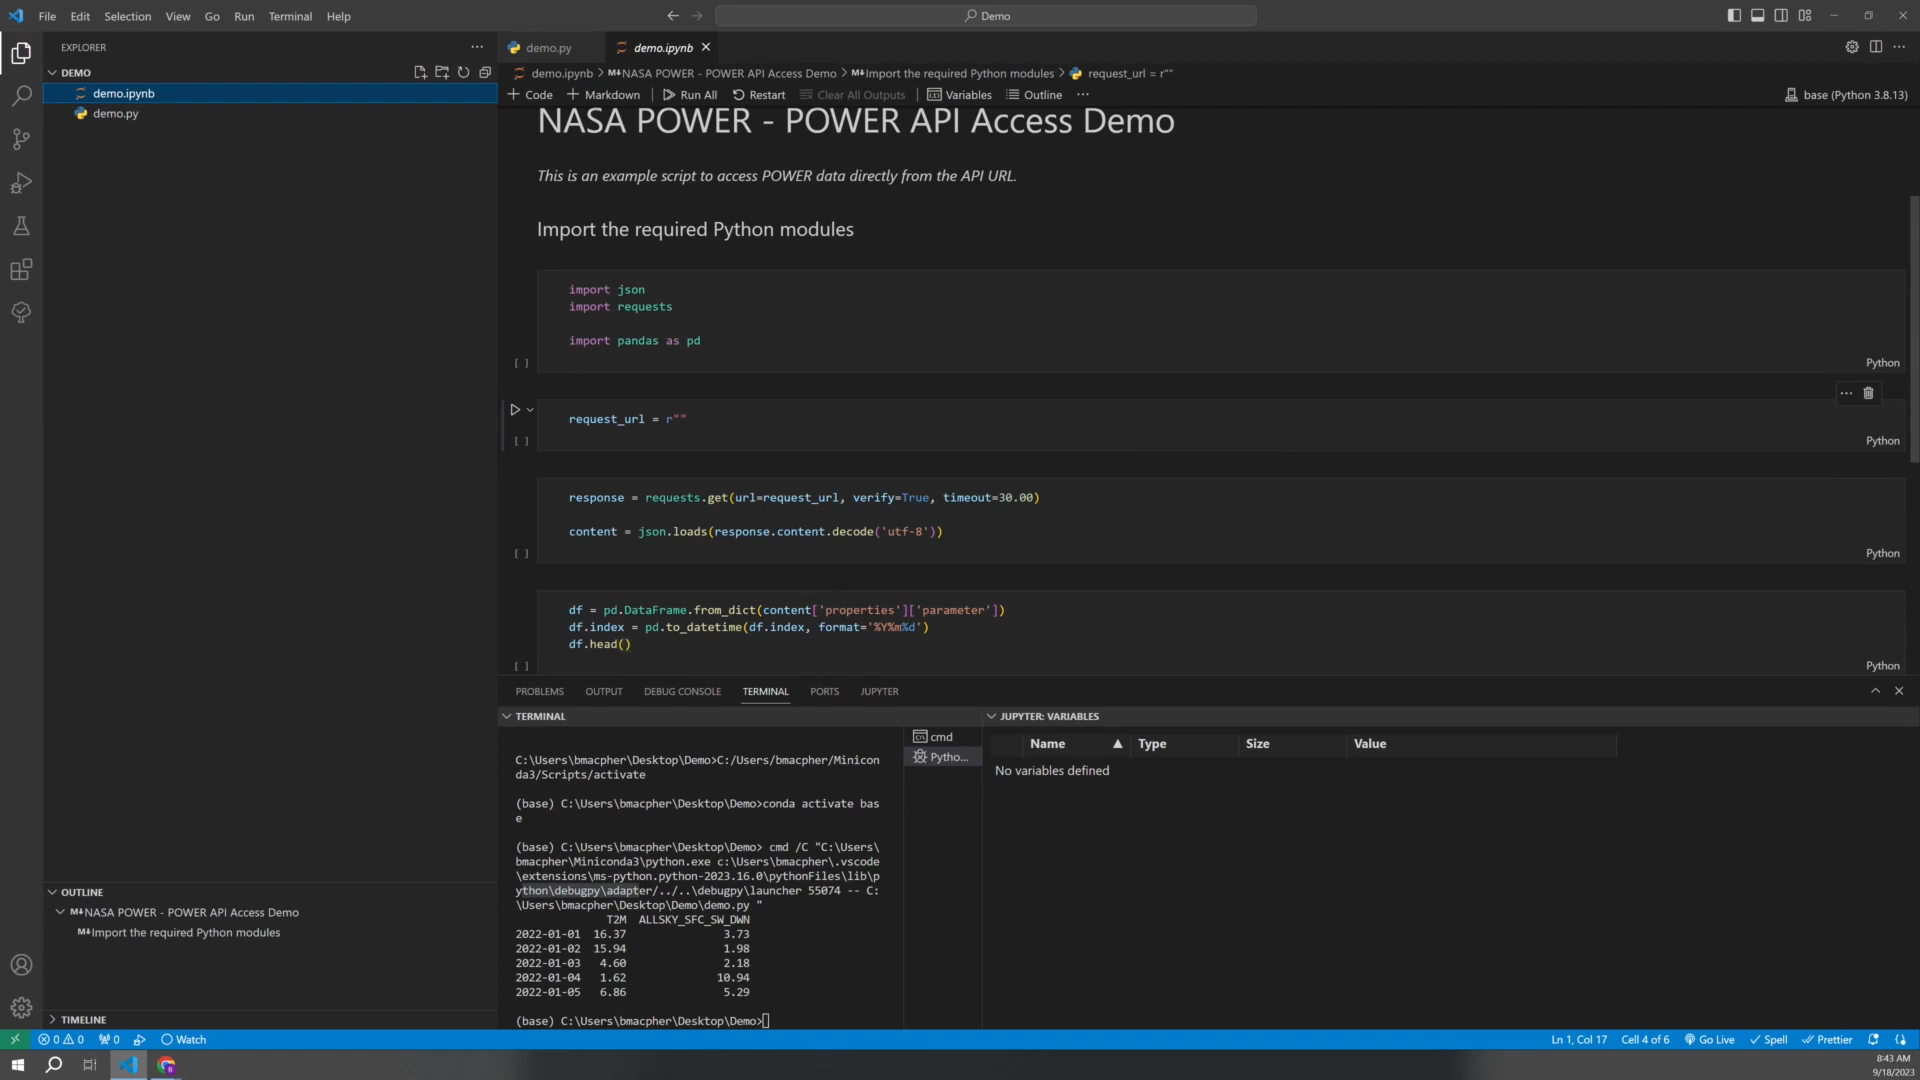 File Edit Selection View Go Run Terminal Help
Demo
EXPLORER
demo.py
demo.ipynb
DEMO
demo.ipynb
demo.py
demo.ipynb > M↓NASA POWER - POWER API Access Demo > M↓Import the required Python modules > request_url = r""
Code Markdown Run All Restart Clear All Outputs Variables Outline ···
base (Python 3.8.13)
NASA POWER - POWER API Access Demo
This is an example script to access POWER data directly from the API URL.
Import the required Python modules
import json
import requests
import pandas as pd
[ ]
Python
request_url = r""
[ ]
Python
response = requests.get(url=request_url, verify=True, timeout=30.00)
content = json.loads(response.content.decode('utf-8'))
[ ]
Python
df = pd.DataFrame.from_dict(content['properties']['parameter'])
df.index = pd.to_datetime(df.index, format='%Y%m%d')
df.head()
[ ]
Python
PROBLEMS OUTPUT DEBUG CONSOLE TERMINAL PORTS JUPYTER
TERMINAL
C:\Users\bmacpher\Desktop\Demo>C:/Users/bmacpher/Minicon
da3/Scripts/activate
(base) C:\Users\bmacpher\Desktop\Demo>conda activate bas
e
(base) C:\Users\bmacpher\Desktop\Demo> cmd /C "C:\Users\
bmacpher\Miniconda3\python.exe c:\Users\bmacpher\.vscode
\extensions\ms-python.python-2023.16.0\pythonFiles\lib\p
ython\debugpy\adapter/../..\debugpy\launcher 55074 -- C:
\Users\bmacpher\Desktop\Demo\demo.py "
T2M ALLSKY_SFC_SW_DWN
2022-01-01 16.37 3.73
2022-01-02 15.94 1.98
2022-01-03 4.60 2.18
2022-01-04 1.62 10.94
2022-01-05 6.86 5.29
(base) C:\Users\bmacpher\Desktop\Demo>
cmd
Pytho...
JUPYTER: VARIABLES
Name Type Size Value
No variables defined
OUTLINE
M↓NASA POWER - POWER API Access Demo
M↓Import the required Python modules
TIMELINE
0 0 0 Watch
Ln 1, Col 17 Cell 4 of 6 Go Live Spell Prettier
8:43 AM
9/18/2023